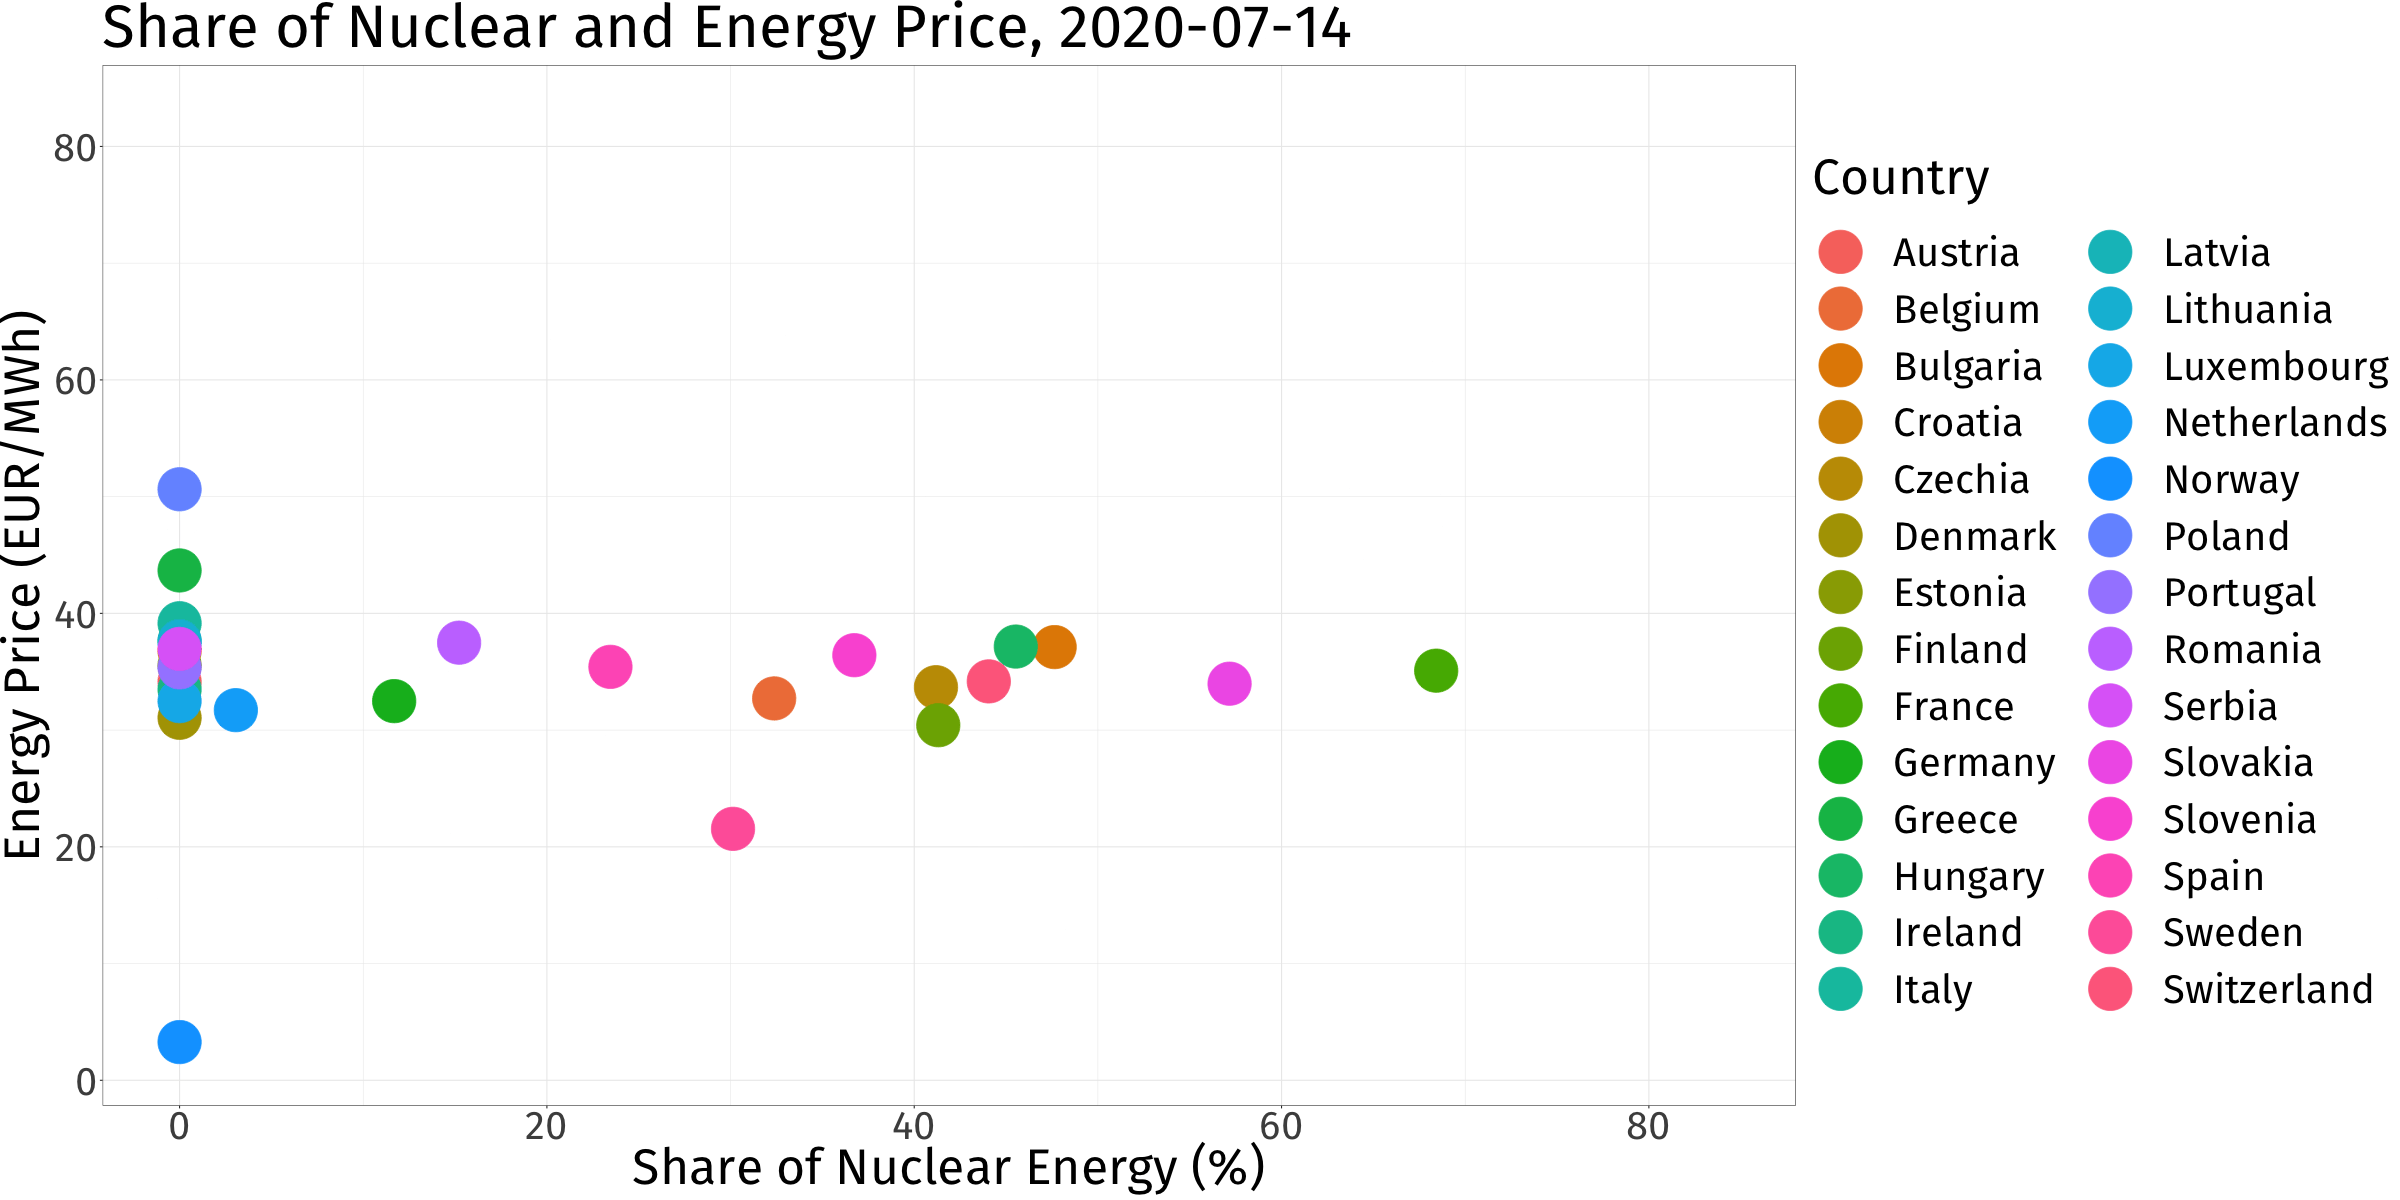 Share of Nuclear and Energy Price, 2020-07-14
Energy Price (EUR/MWh)
80
60
40
20
0
0 20 40 60 80
Share of Nuclear Energy (%)
Country
Austria
Belgium
Bulgaria
Croatia
Czechia
Denmark
Estonia
Finland
France
Germany
Greece
Hungary
Ireland
Italy
Latvia
Lithuania
Luxembourg
Netherlands
Norway
Poland
Portugal
Romania
Serbia
Slovakia
Slovenia
Spain
Sweden
Switzerland